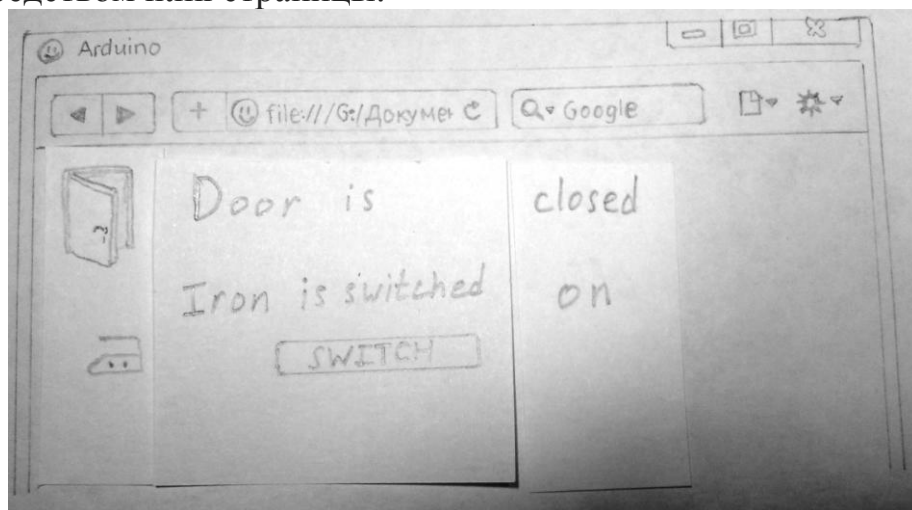 Arduino
file:///G:/Докумен
Google
Door is closed
Iron is switched on
SWITCH